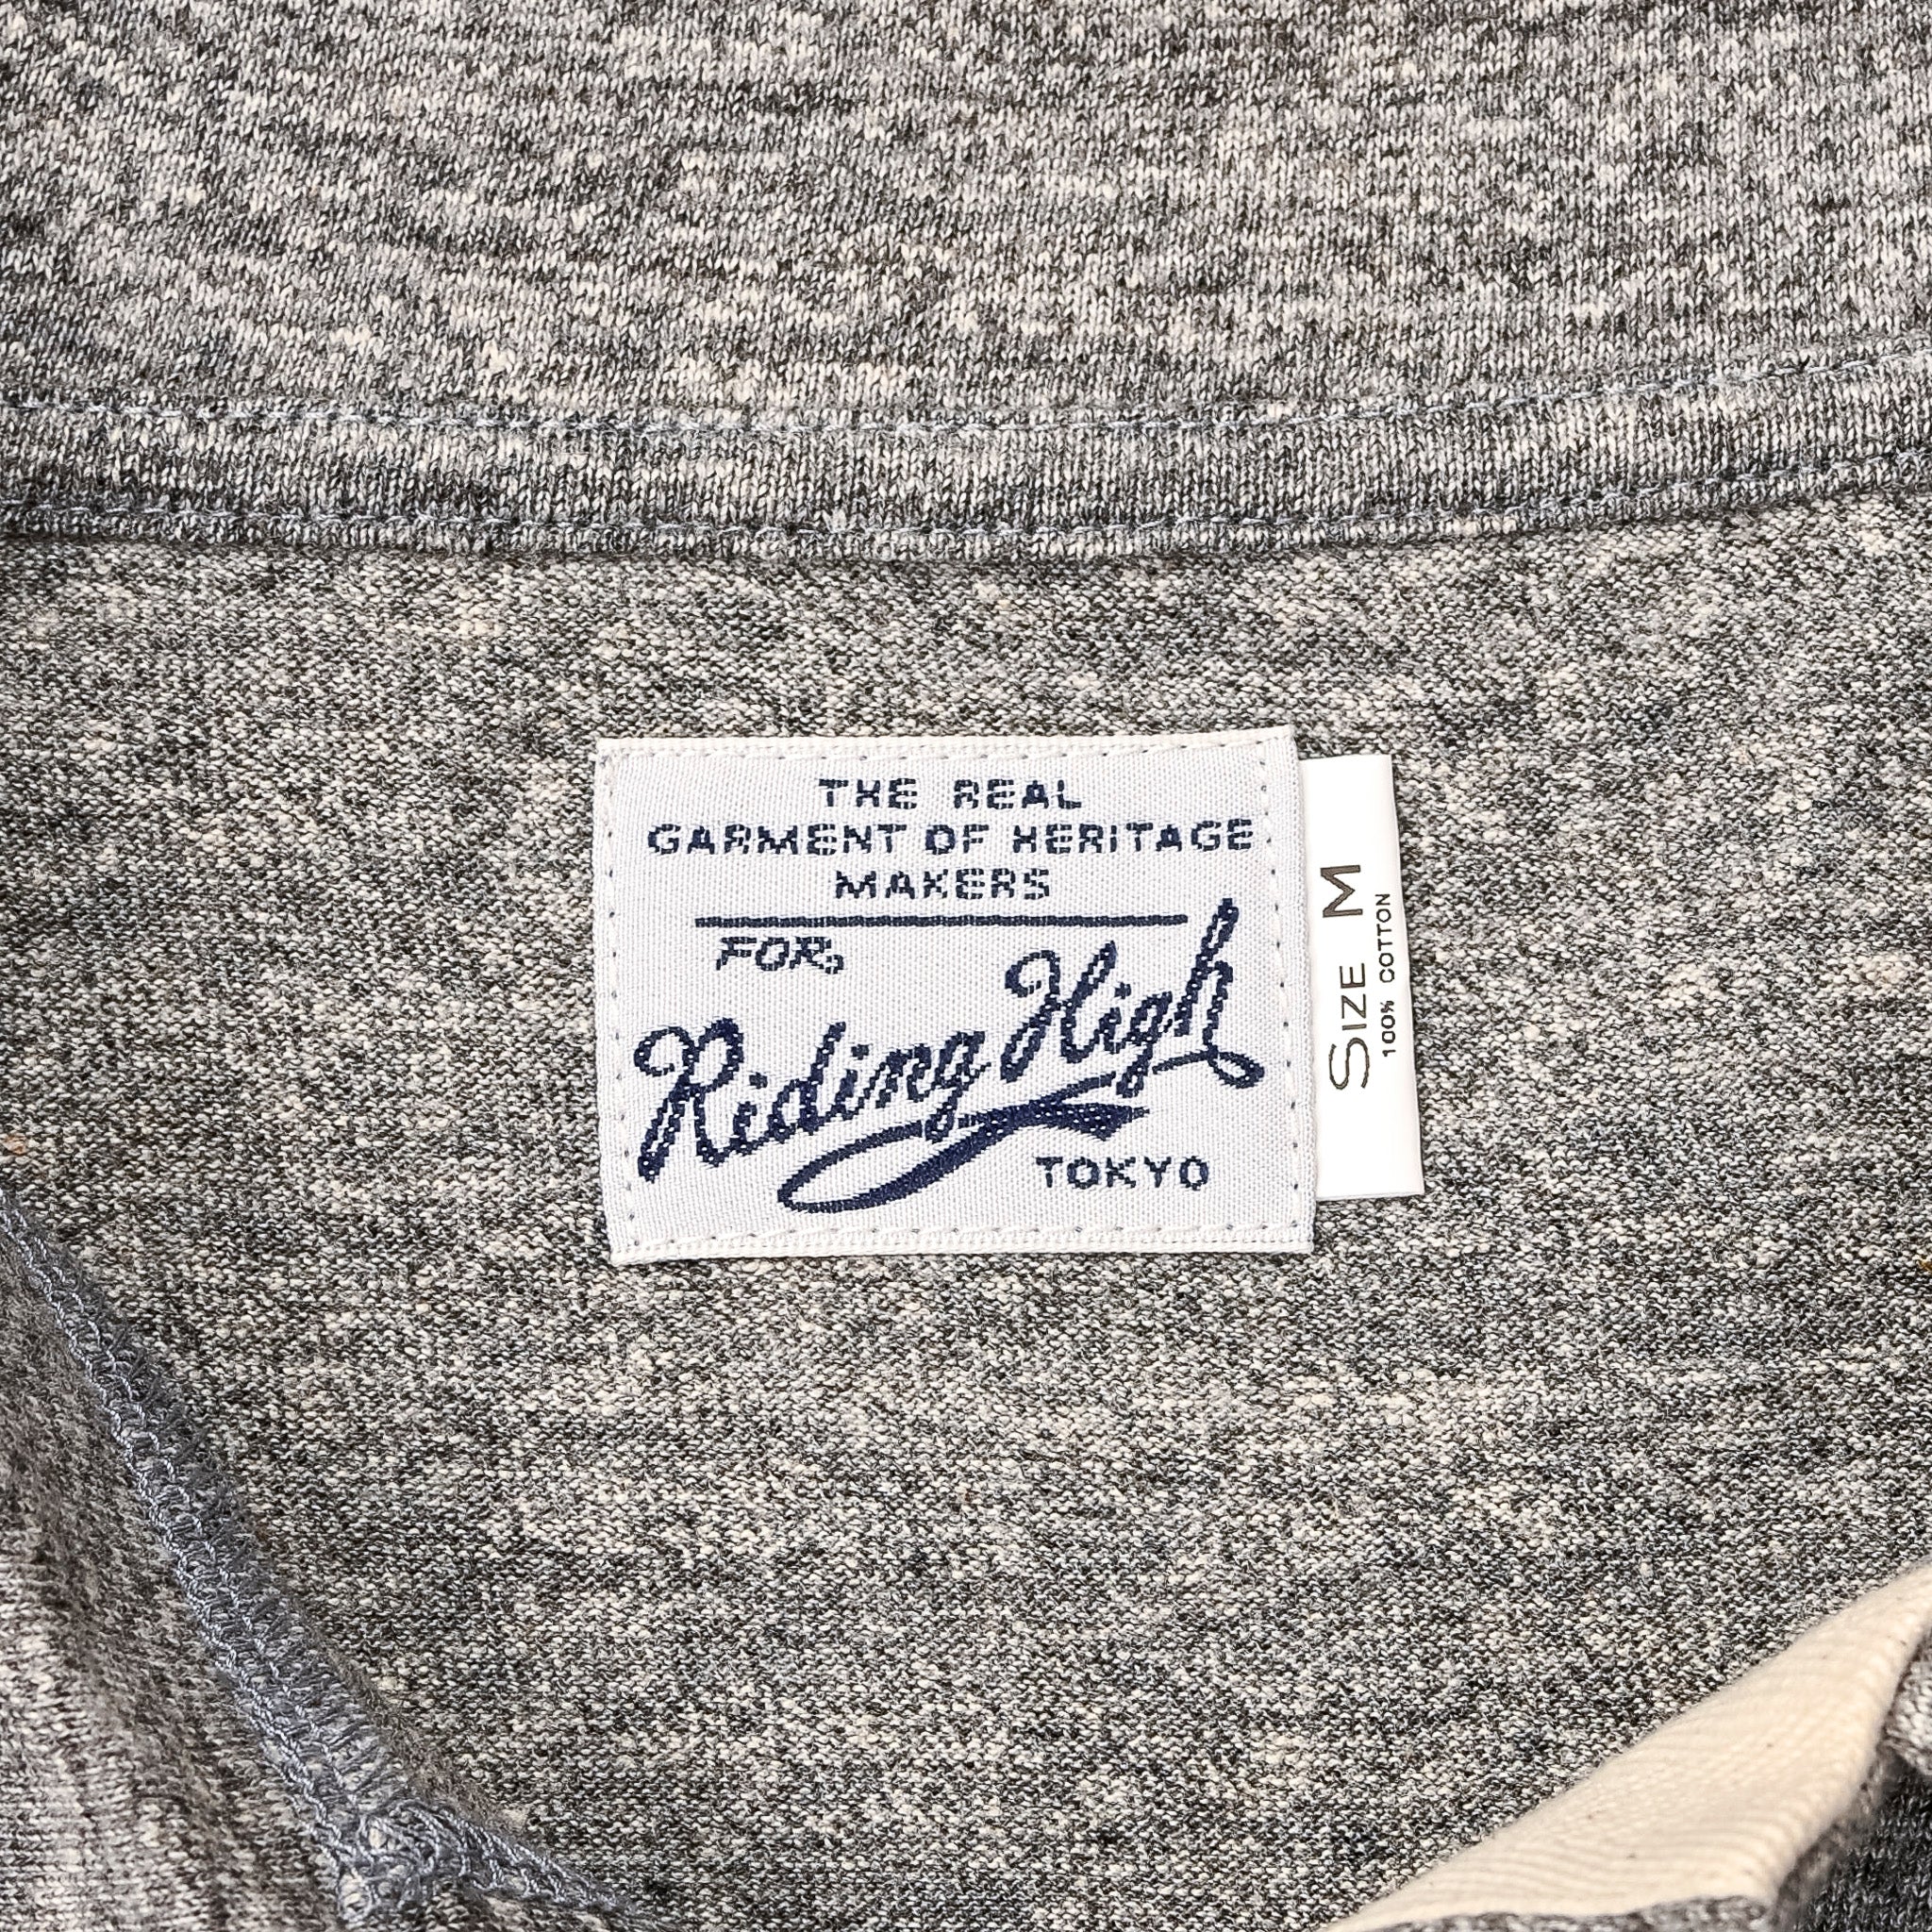 THE REAL
GARMENT OF HERITAGE
MAKERS
FOR,
Riding High
TOKYO
SIZE M
100% COTTON